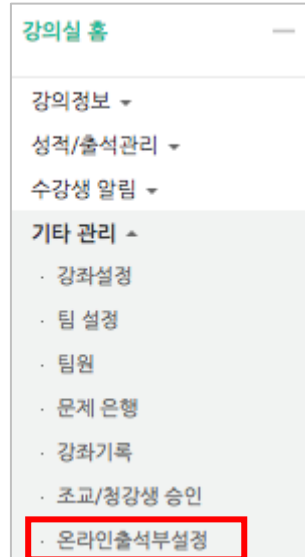 강의실 홈
강의정보
성적/출석관리
수강생 알림
기타 관리
· 강좌설정
· 팀 설정
· 팀원
· 문제 은행
· 강좌기록
· 조교/청강생 승인
· 온라인출석부설정